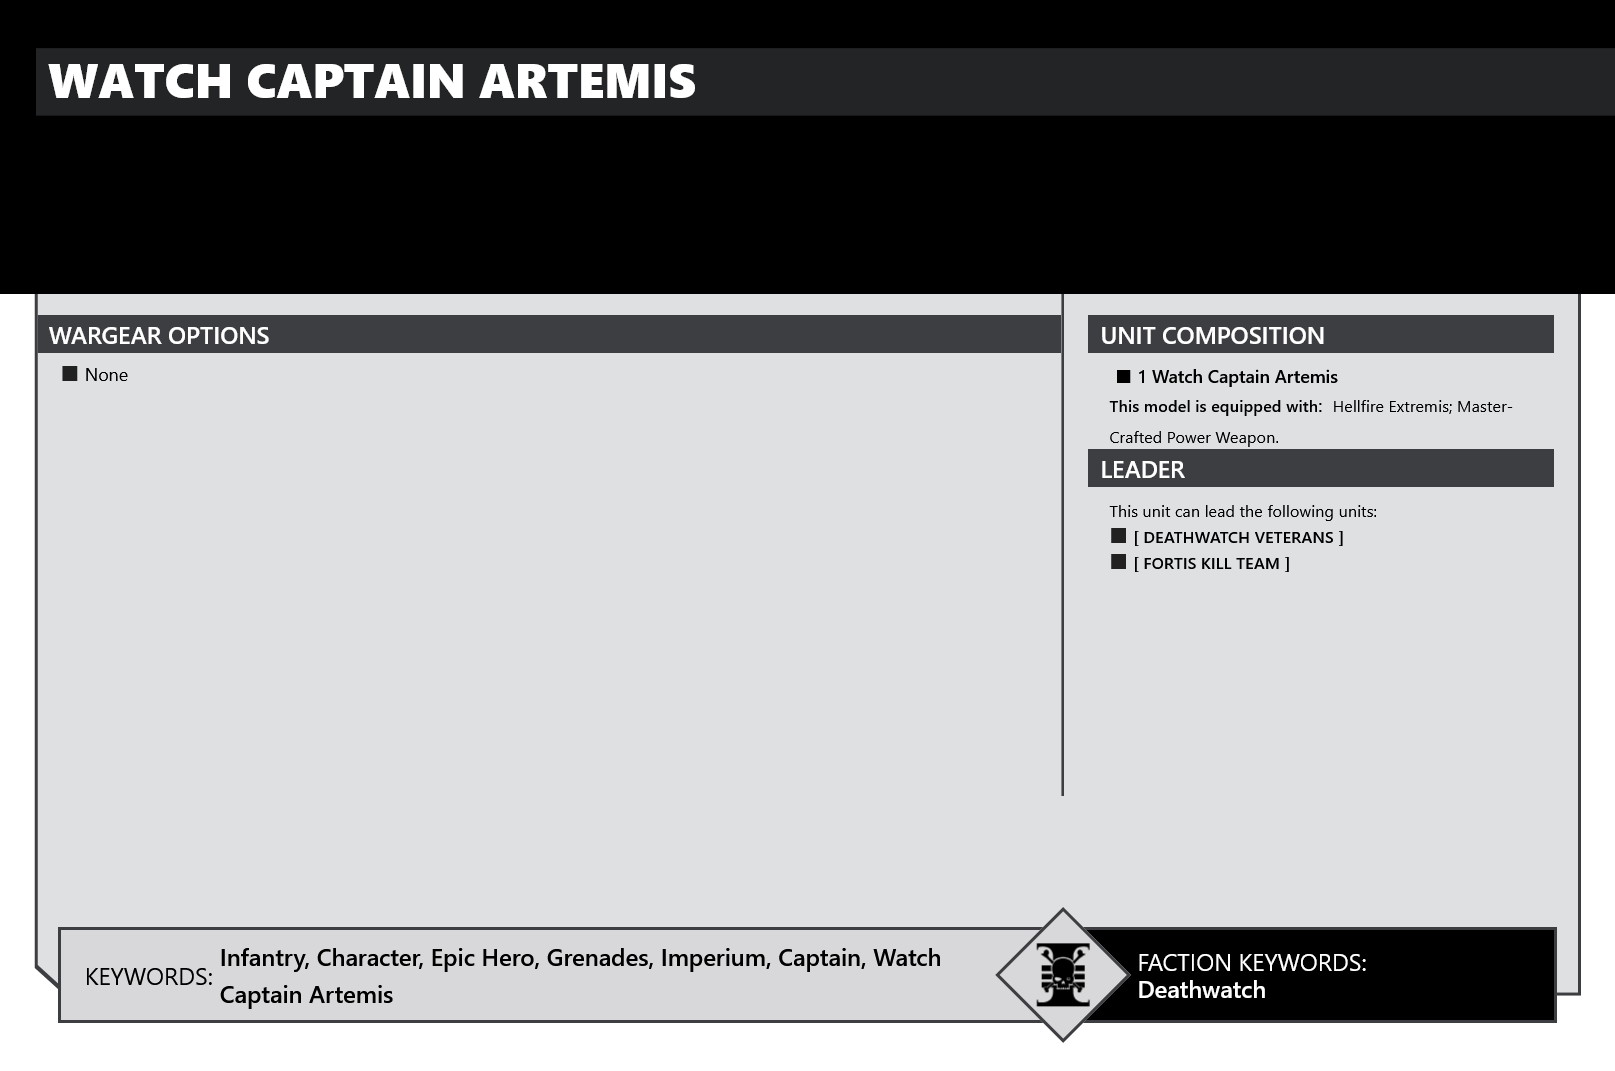 WATCH CAPTAIN ARTEMIS
WARGEAR OPTIONS
None
UNIT COMPOSITION
1 Watch Captain Artemis
This model is equipped with: Hellfire Extremis; Master-
Crafted Power Weapon.
LEADER
This unit can lead the following units:
[ DEATHWATCH VETERANS ]
[ FORTIS KILL TEAM ]
KEYWORDS: Infantry, Character, Epic Hero, Grenades, Imperium, Captain, Watch
Captain Artemis
FACTION KEYWORDS:
Deathwatch